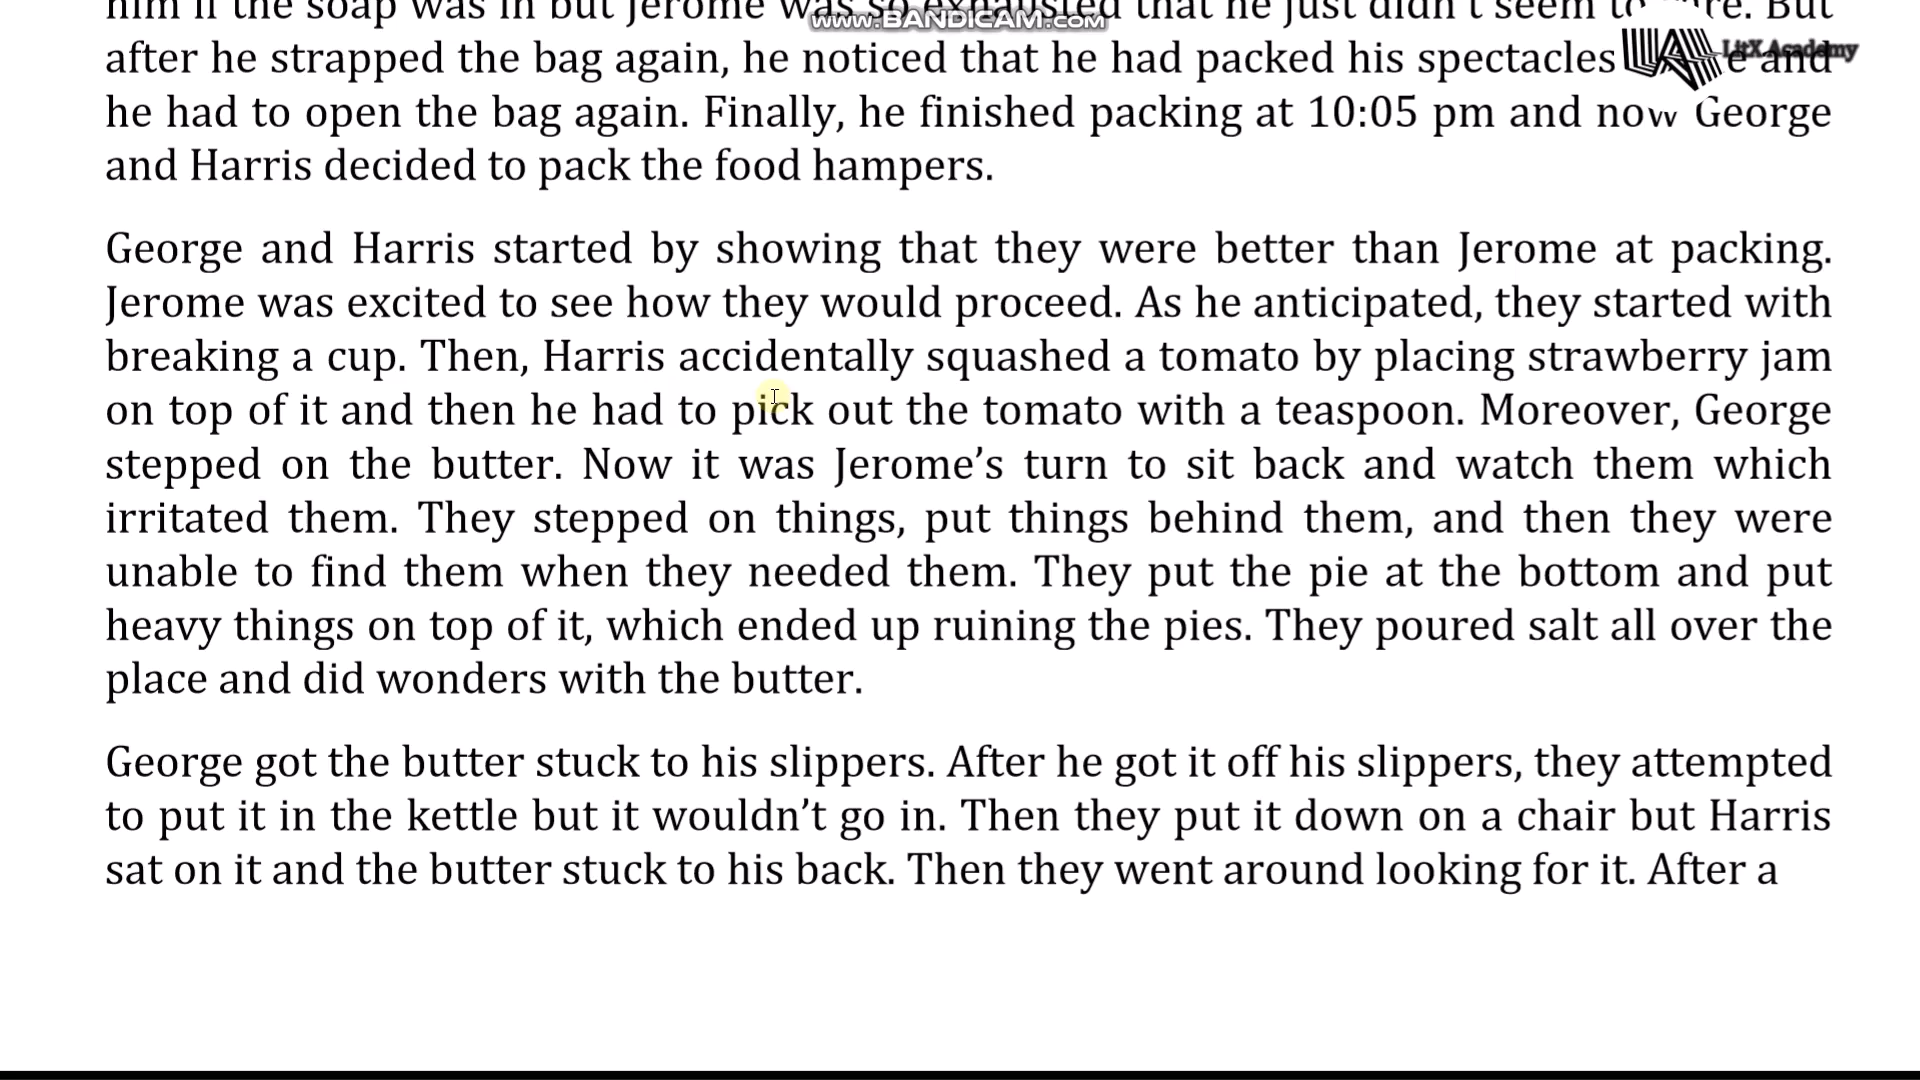 him if the soap was in but Jerome was so exhausted that he just didn't seem to care. But
www.BANDICAM.com
after he strapped the bag again, he noticed that he had packed his spectacles and
LitX Academy
he had to open the bag again. Finally, he finished packing at 10:05 pm and now George
and Harris decided to pack the food hampers.
George and Harris started by showing that they were better than Jerome at packing.
Jerome was excited to see how they would proceed. As he anticipated, they started with
breaking a cup. Then, Harris accidentally squashed a tomato by placing strawberry jam
on top of it and then he had to pick out the tomato with a teaspoon. Moreover, George
stepped on the butter. Now it was Jerome’s turn to sit back and watch them which
irritated them. They stepped on things, put things behind them, and then they were
unable to find them when they needed them. They put the pie at the bottom and put
heavy things on top of it, which ended up ruining the pies. They poured salt all over the
place and did wonders with the butter.
George got the butter stuck to his slippers. After he got it off his slippers, they attempted
to put it in the kettle but it wouldn’t go in. Then they put it down on a chair but Harris
sat on it and the butter stuck to his back. Then they went around looking for it. After a